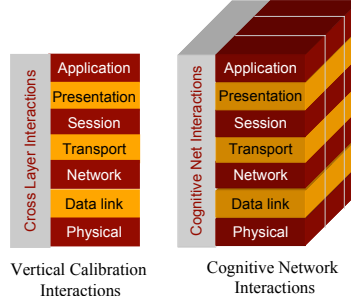 Cross Layer Interactions
Application
Presentation
Session
Transport
Network
Data link
Physical
Vertical Calibration
Interactions
Cognitive Net Interactions
Application
Presentation
Session
Transport
Network
Data link
Physical
Cognitive Network
Interactions